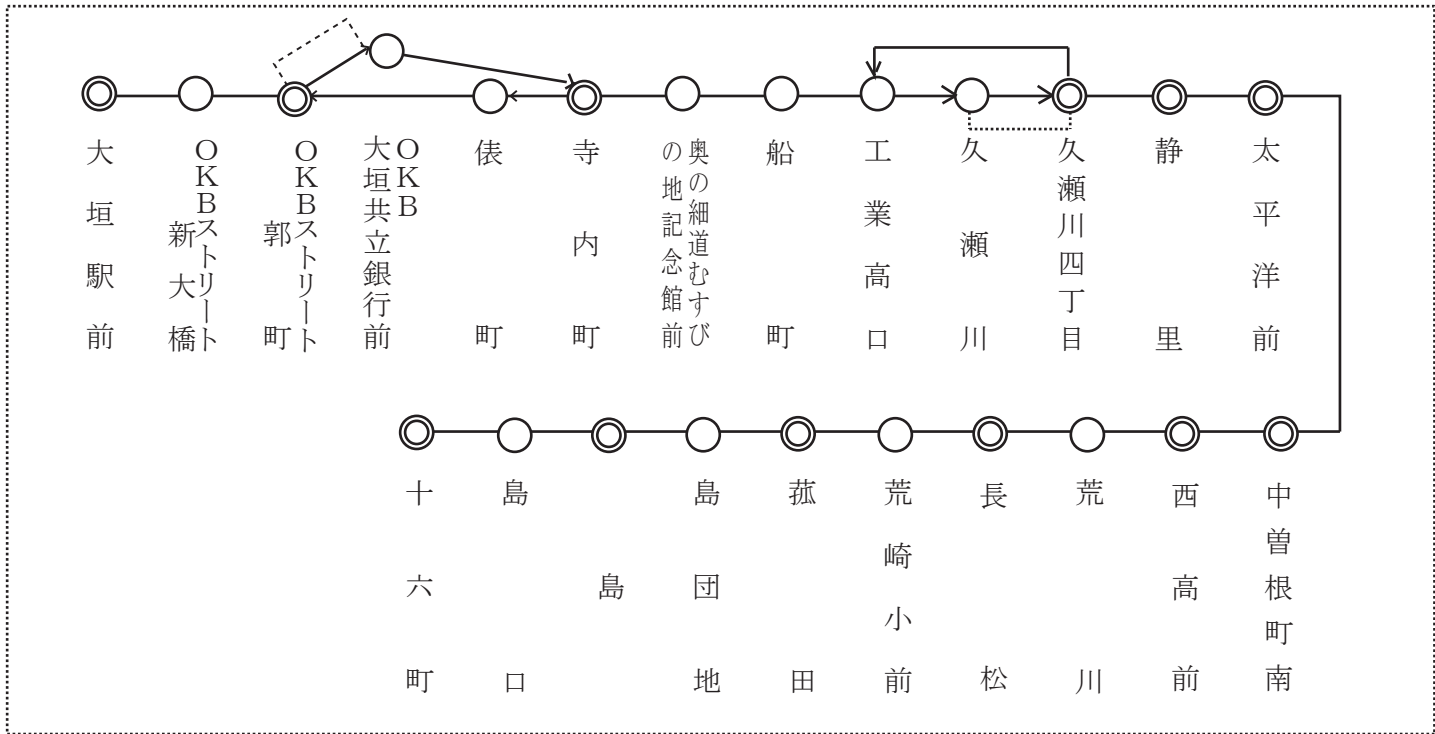 大垣駅前
OKBストリート
新大橋
OKBストリート
郭町
OKB
大垣共立銀行前
俵町
寺内町
奥の細道むすび
の地記念館前
船町
工業高口
久瀬川
久瀬川四丁目
静里
太平洋前
十六町
島口
島
島団地
菰田
荒崎小前
長松
荒川
西高前
中曽根町南